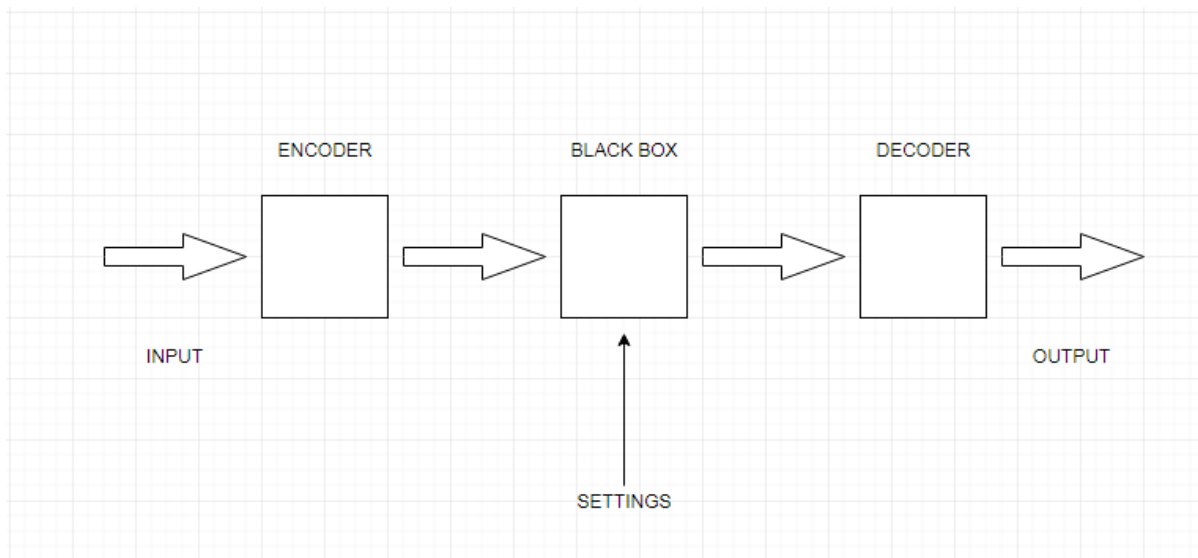 ENCODER
BLACK BOX
DECODER
INPUT
OUTPUT
SETTINGS